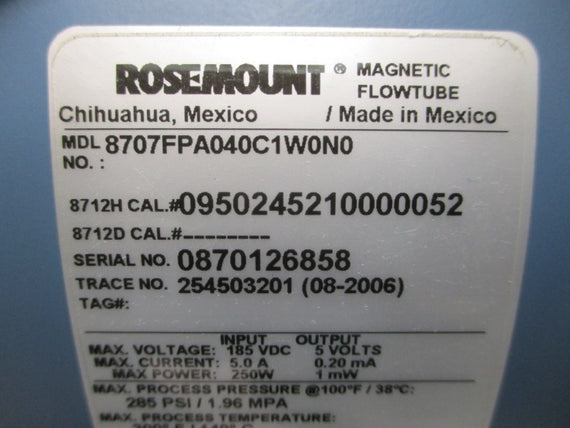 ROSEMOUNT ® MAGNETIC FLOWTUBE
Chihuahua, Mexico / Made in Mexico
MDL NO. : 8707FPA040C1W0N0
8712H CAL.# 0950245210000052
8712D CAL.# --------
SERIAL NO. 0870126858
TRACE NO. 254503201 (08-2006)
TAG#:
INPUT OUTPUT
MAX. VOLTAGE: 185 VDC 5 VOLTS
MAX. CURRENT: 5.0 A 0.20 mA
MAX POWER: 250W 1 mW
MAX. PROCESS PRESSURE @100°F / 38°C:
285 PSI / 1.96 MPA
MAX. PROCESS TEMPERATURE: